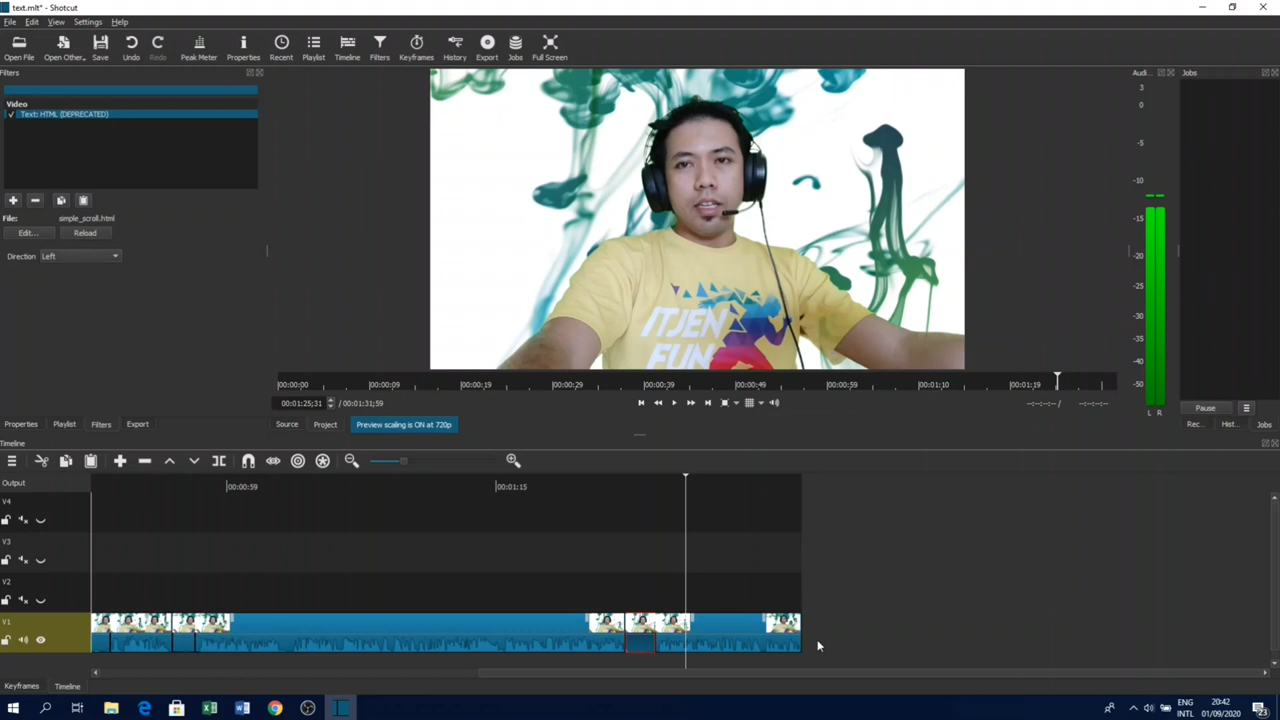 text.mlt* - Shotcut
File Edit View Settings Help
Open File Open Other.. Save Undo Redo Peak Meter Properties Recent Playlist Timeline Filters Keyframes History Export Jobs Full Screen
Filters
Audi...
Jobs
Video
Text: HTML (DEPRECATED)
File: simple_scroll.html
Edit... Reload
Direction Left
ITJEN
FUN
3
0
-5
-10
-15
-20
-25
-30
-35
-40
-50
L R
00:00:00 00:00:09 00:00:19 00:00:29 00:00:39 00:00:49 00:00:59 00:01:10 00:01:19
00:01:25;31 / 00:01:31;59
--:--:--;-- / --:--:--;--
Pause
Properties Playlist Filters Export
Source Project Preview scaling is ON at 720p
Rec... Hist... Jobs
Timeline
Output
00:00:59 00:01:15
V4
V3
V2
V1
Keyframes Timeline
ENG
INTL
20:42
01/09/2020
23